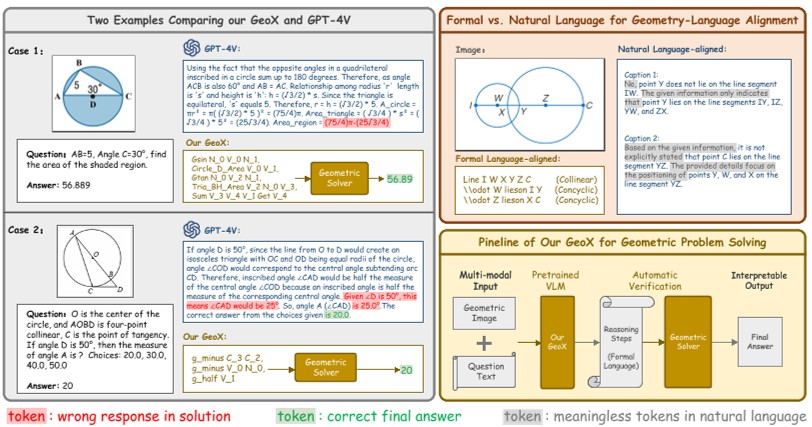 Two Examples Comparing our GeoX and GPT-4V
Case 1:
B
5
30°
A
D
C
Question: AB=5, Angle C=30°, find
the area of the shaded region.
Answer: 56.889
GPT-4V:
Using the fact that the opposite angles in a quadrilateral
inscribed in a circle sum up to 180 degrees. Therefore, as angle
ACB is also 60° and AB = AC. Relationship among radius 'r' length
is 's' and height is 'h': h = (√3/2) * s. Since the triangle is
equilateral, 's' equals 5. Therefore, r = h = (√3/2) * 5. A_circle =
πr² = π( (√3/2) * 5 )² = (75/4)π. Area_triangle = ( √3/4 ) * s² = (
√3/4 ) * 5² = (25√3/4). Area_region = (75/4)π-(25√3/4)
Our GeoX:
Gsin N_0 V_0 N_1,
Circle_D_Area V_0 V_1,
Gtan N_2 N_1,
Tria_BH_Area V_2 N_0 V_3,
Sum V_3 V_4 V_1 Get V_4
Geometric
Solver
56.89
Case 2:
A
O
B
C
D
Question: O is center of the
circle, and AOBD is four-point
collinear, C is the point of tangency.
If angle D is 50°, then the measure
of angle A is ? Choices: 20.0, 30.0,
40.0, 50.0
Answer: 20
GPT-4V:
If angle D is 50°, since the line from O to D would create an
isosceles triangle with OC and OD being equal radii of the circle,
angle ∠COD would correspond to the central angle subtending arc
CD. Therefore, inscribed angle ∠CAD would be half the measure
of the central angle ∠COD because an inscribed angle is half the
measure of the corresponding central angle. Given ∠D is 50°, this
means ∠CAD would be 25°. So, angle A (∠CAD) is 25.0°. The
correct answer from the choices given is 20.0.
Our GeoX:
g_minus C_3 C_2,
g_minus V_0 N_0,
g_half V_1
Geometric
Solver
20
Formal vs. Natural Language for Geometry-Language Alignment
Image:
I
W
X
Y
Z
C
Formal Language-aligned:
Line I W X Y Z C (Collinear)
\\odot W lieson I Y (Concyclic)
\\odot Z lieson X C (Concyclic)
Natural Language-aligned:
Caption 1:
No, point Y does not lie on the line segment
IW. The given information only indicates
that point Y lies on the line segments IY, IZ,
YW, and ZX.
Caption 2:
Based on the given information, it is not
explicitly stated that point C lies on the line
segment YZ. The provided details focus on
the positioning of points Y, W, and X on the
line segment YZ.
Pineline of Our GeoX for Geometric Problem Solving
Multi-modal
Input
Pretrained
VLM
Automatic
Verification
Interpretable
Output
Geometric
Image
Question
Text
Our
GeoX
Reasoning
Steps
(Formal
Language)
Geometric
Solver
Final
Answer
token : wrong response in solution
token : correct final answer
token : meaningless tokens in natural language